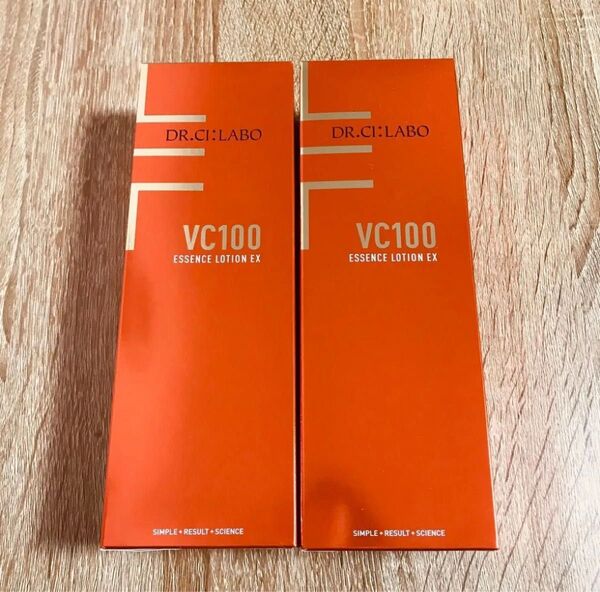 DR.CI:LABO
VC100
ESSENCE LOTION EX
SIMPLE+RESULT+SCIENCE
DR.CI:LABO
VC100
ESSENCE LOTION EX
SIMPLE+RESULT+SCIENCE